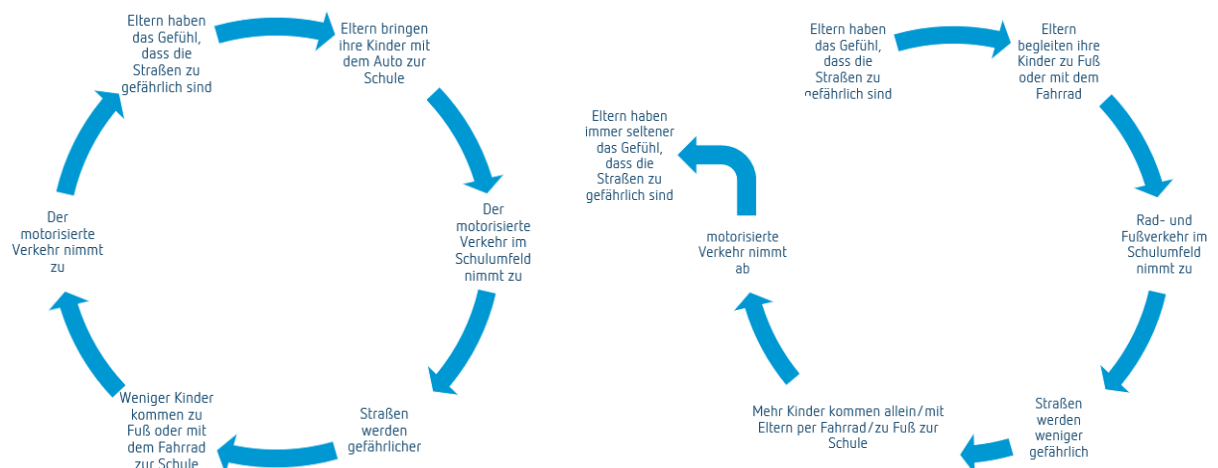 Eltern haben
das Gefühl,
dass die
Straßen zu
gefährlich sind
Eltern bringen
ihre Kinder mit
dem Auto zur
Schule
Der
motorisierte
Verkehr im
Schulumfeld
nimmt zu
Straßen
werden
gefährlicher
Weniger Kinder
kommen zu
Fuß oder mit
dem Fahrrad
zur Schule
Der
motorisierte
Verkehr nimmt
zu
Eltern haben
das Gefühl,
dass die
Straßen zu
gefährlich sind
Eltern
begleiten ihre
Kinder zu Fuß
oder mit dem
Fahrrad
Rad- und
Fußverkehr im
Schulumfeld
nimmt zu
Straßen
werden
weniger
gefährlich
Mehr Kinder kommen allein/mit
Eltern per Fahrrad/zu Fuß zur
Schule
motorisierte
Verkehr nimmt
ab
Eltern haben
immer seltener
das Gefühl,
dass die
Straßen zu
gefährlich sind